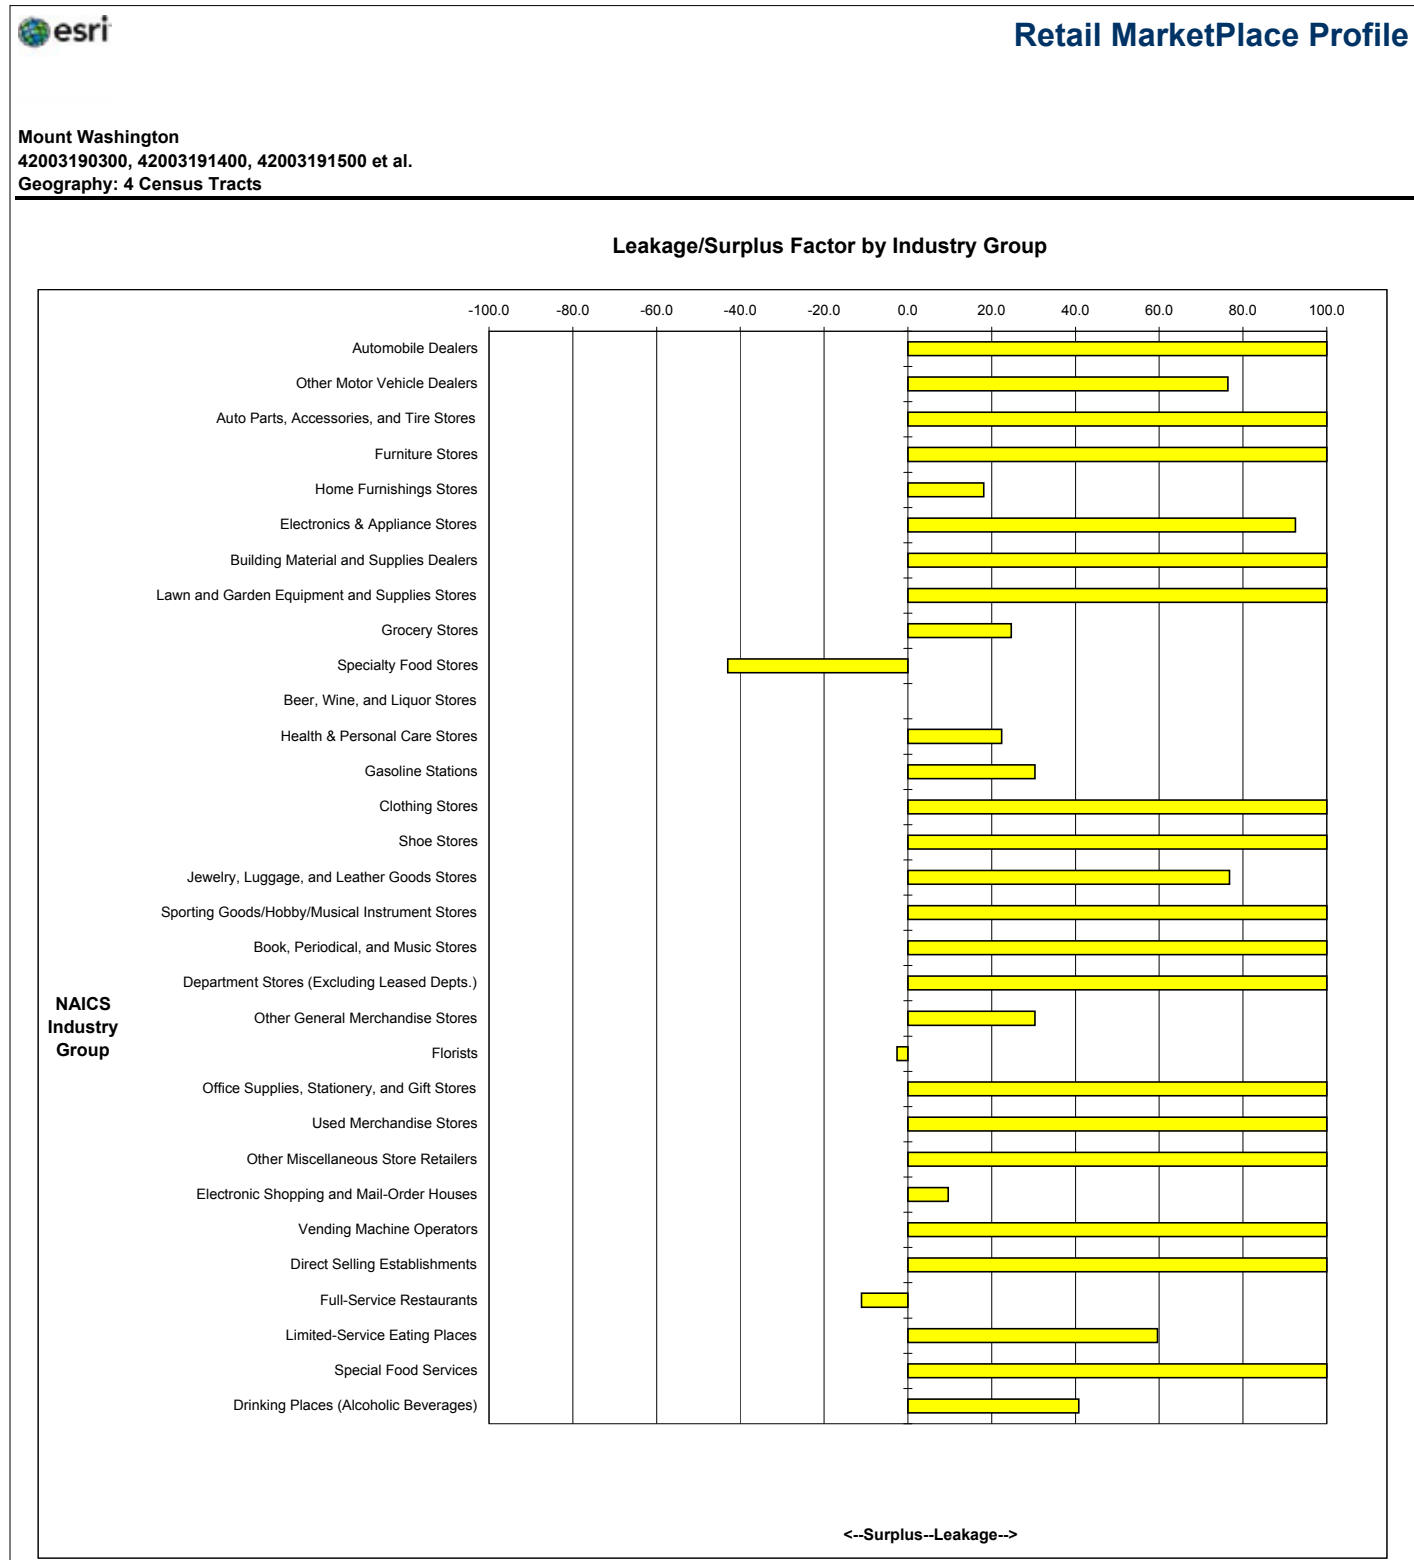 esri
Retail MarketPlace Profile
Mount Washington
42003190300, 42003191400, 42003191500 et al.
Geography: 4 Census Tracts
Leakage/Surplus Factor by Industry Group
-100.0 -80.0 -60.0 -40.0 -20.0 0.0 20.0 40.0 60.0 80.0 100.0
Automobile Dealers
Other Motor Vehicle Dealers
Auto Parts, Accessories, and Tire Stores
Furniture Stores
Home Furnishings Stores
Electronics & Appliance Stores
Building Material and Supplies Dealers
Lawn and Garden Equipment and Supplies Stores
Grocery Stores
Specialty Food Stores
Beer, Wine, and Liquor Stores
Health & Personal Care Stores
Gasoline Stations
Clothing Stores
Shoe Stores
Jewelry, Luggage, and Leather Goods Stores
Sporting Goods/Hobby/Musical Instrument Stores
Book, Periodical, and Music Stores
Department Stores (Excluding Leased Depts.)
Other General Merchandise Stores
Florists
Office Supplies, Stationery, and Gift Stores
Used Merchandise Stores
Other Miscellaneous Store Retailers
Electronic Shopping and Mail-Order Houses
Vending Machine Operators
Direct Selling Establishments
Full-Service Restaurants
Limited-Service Eating Places
Special Food Services
Drinking Places (Alcoholic Beverages)
NAICS
Industry
Group
<--Surplus--Leakage-->